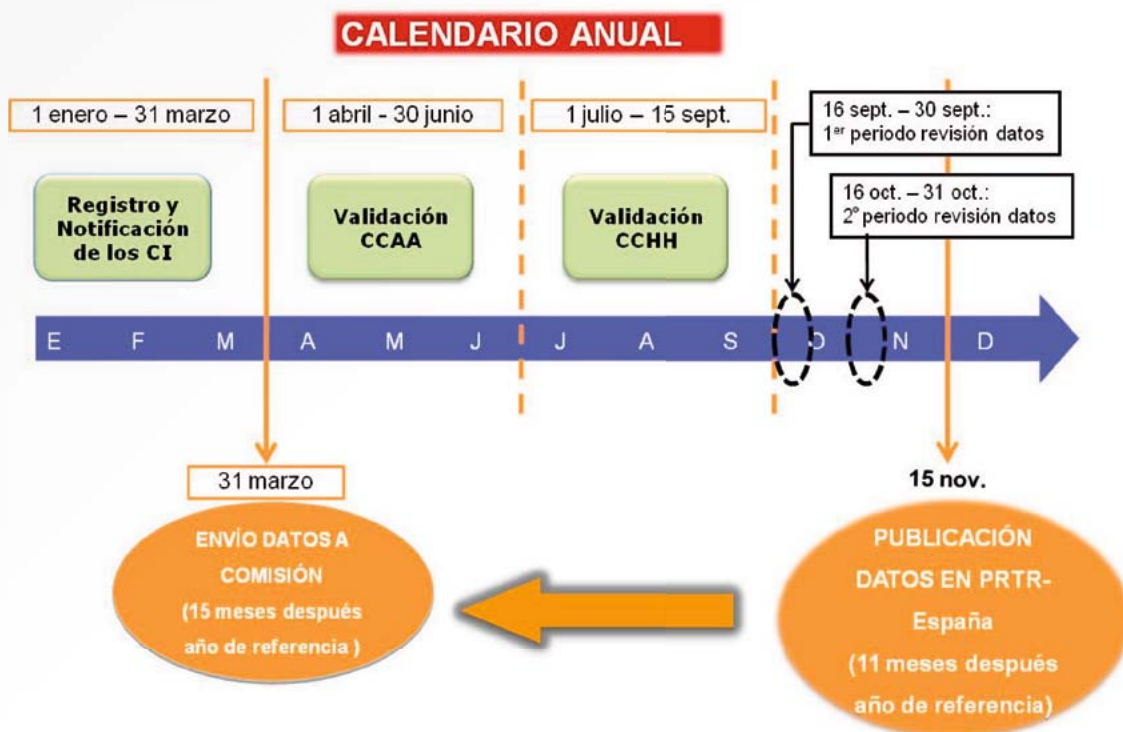 CALENDARIO ANUAL
1 enero – 31 marzo
1 abril - 30 junio
1 julio – 15 sept.
16 sept. – 30 sept.:
1er periodo revisión datos
16 oct. – 31 oct.:
2º periodo revisión datos
Registro y
Notificación
de los CI
Validación
CCAA
Validación
CCHH
E F M A M J J A S O N D
31 marzo
ENVÍO DATOS A
COMISIÓN
(15 meses después
año de referencia )
15 nov.
PUBLICACIÓN
DATOS EN PRTR-
España
(11 meses después
año de referencia)